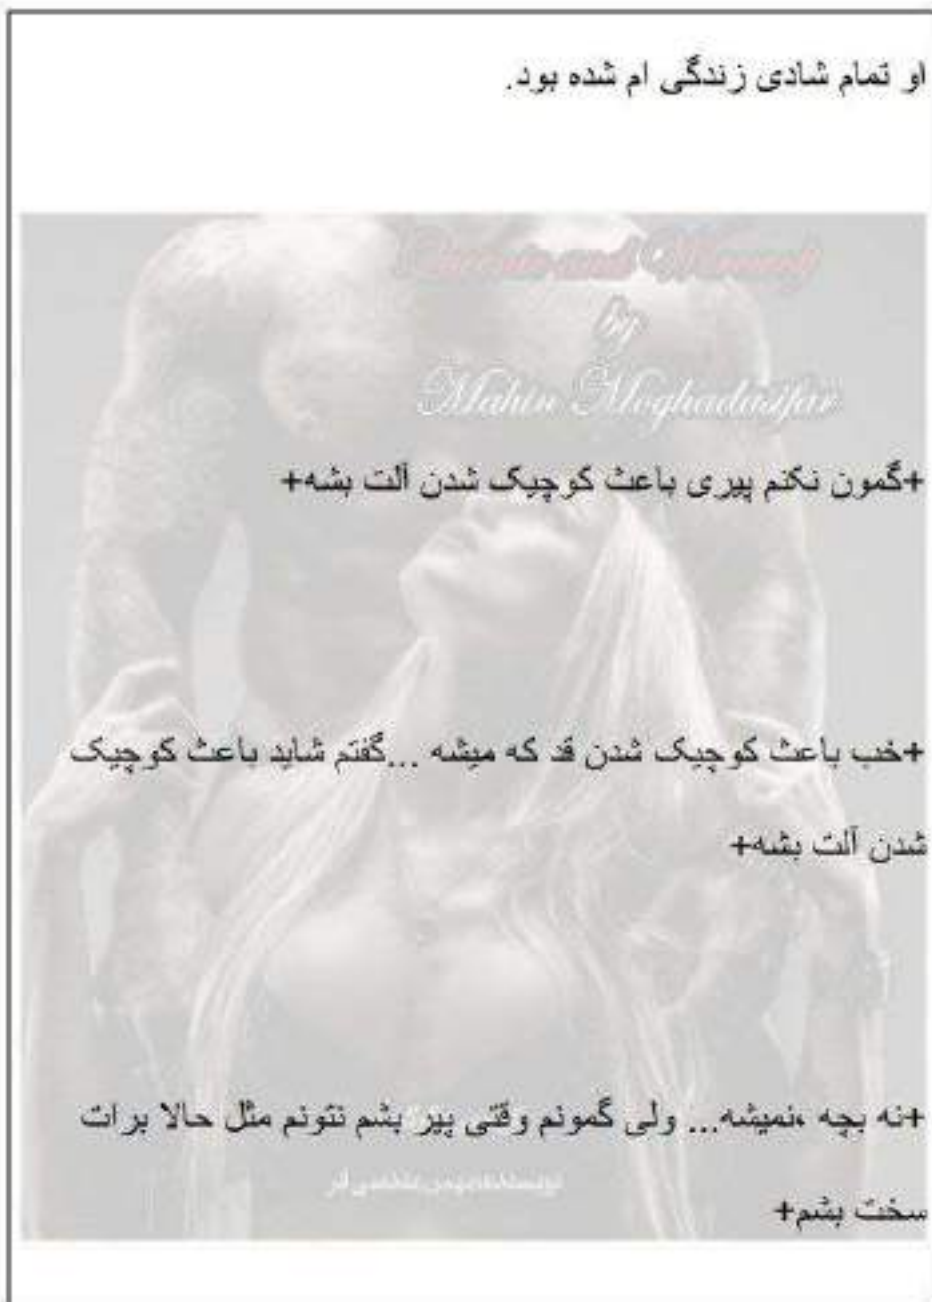 او تمام شادی زندگی ام شده بود.
and
by
Mahin Moghadasifar
+گمون نکنم پیری باعث کوچیک شدن آلت بشه+
+خب باعث کوچیک شدن قد که میشه ...گفتم شاید باعث کوچیک
شدن آلت بشه+
+نه بچه ،نمیشه... ولی گمونم وقتی پیر بشم نتونم مثل حالا برات
سخت بشم+